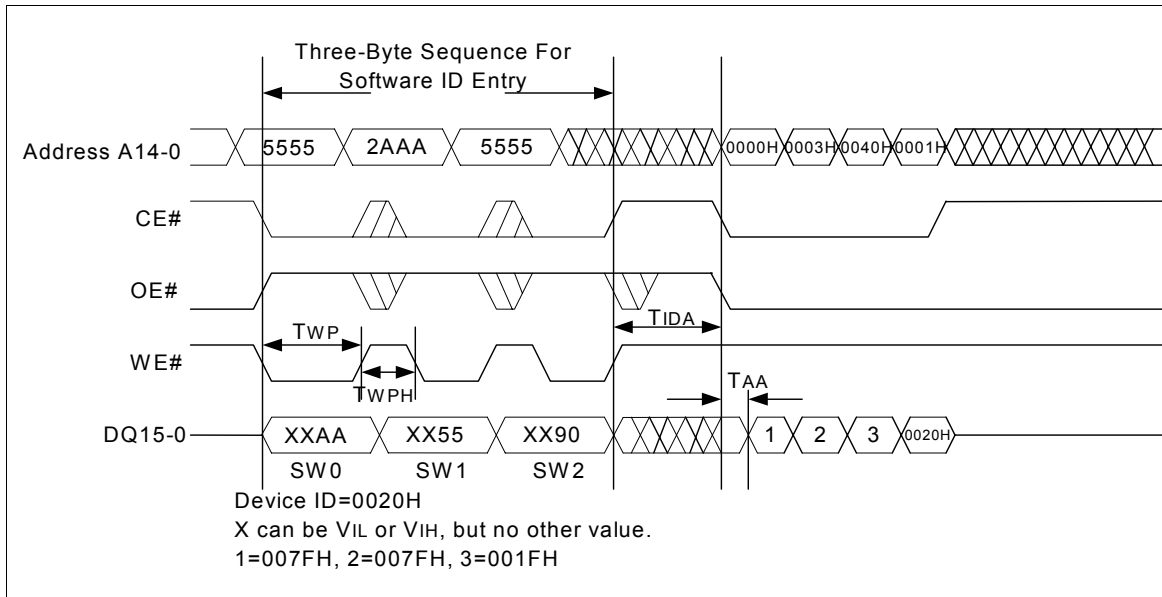 Three-Byte Sequence For
Software ID Entry
Address A14-0
5555
2AAA
5555
0000H
0003H
0040H
0001H
CE#
OE#
TIDA
TWP
WE#
TWPH
TAA
DQ15-0
XXAA
XX55
XX90
1
2
3
0020H
SW0
SW1
SW2
Device ID=0020H
X can be VIL or VIH, but no other value.
1=007FH, 2=007FH, 3=001FH